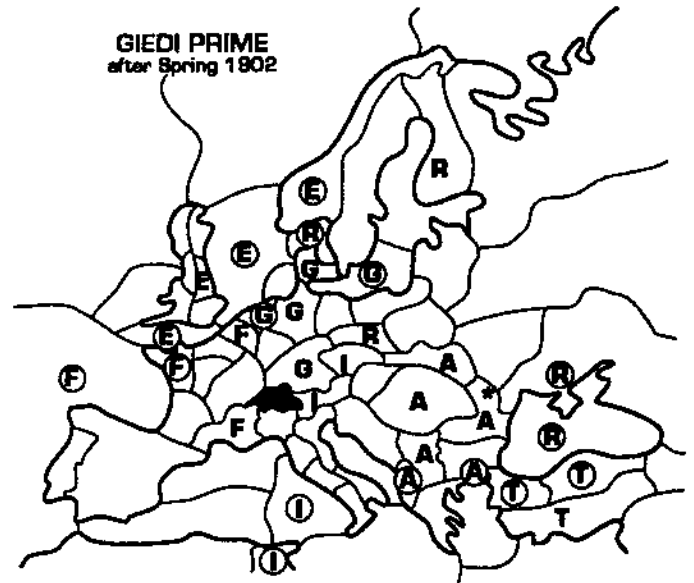 GIEDI PRIME
after Spring 1902
R
E
R
E
G G
E
G G
E F R
F G I A
F R
I A *
F A R
A
A A T T
I T
I